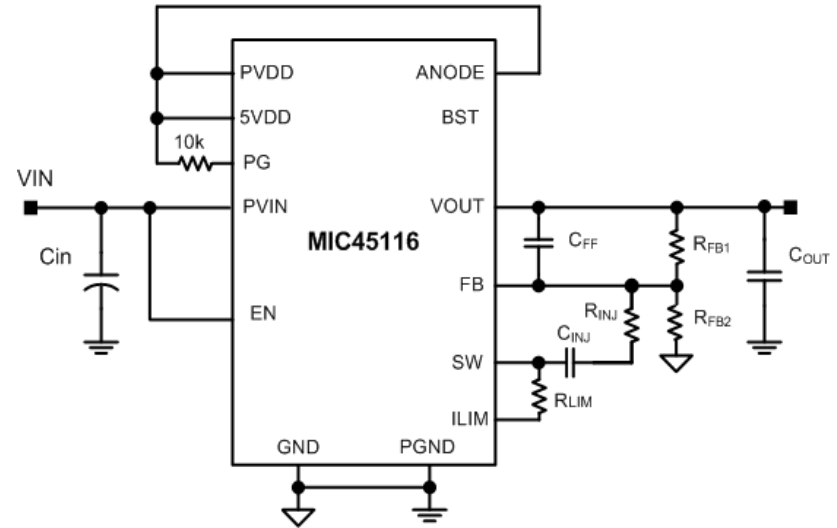 PVDD
ANODE
5VDD
BST
10k
PG
VIN
PVIN
VOUT
MIC45116
CFF
RFB1
Cin
COUT
FB
EN
RINJ
RFB2
CINJ
SW
RLIM
ILIM
GND
PGND